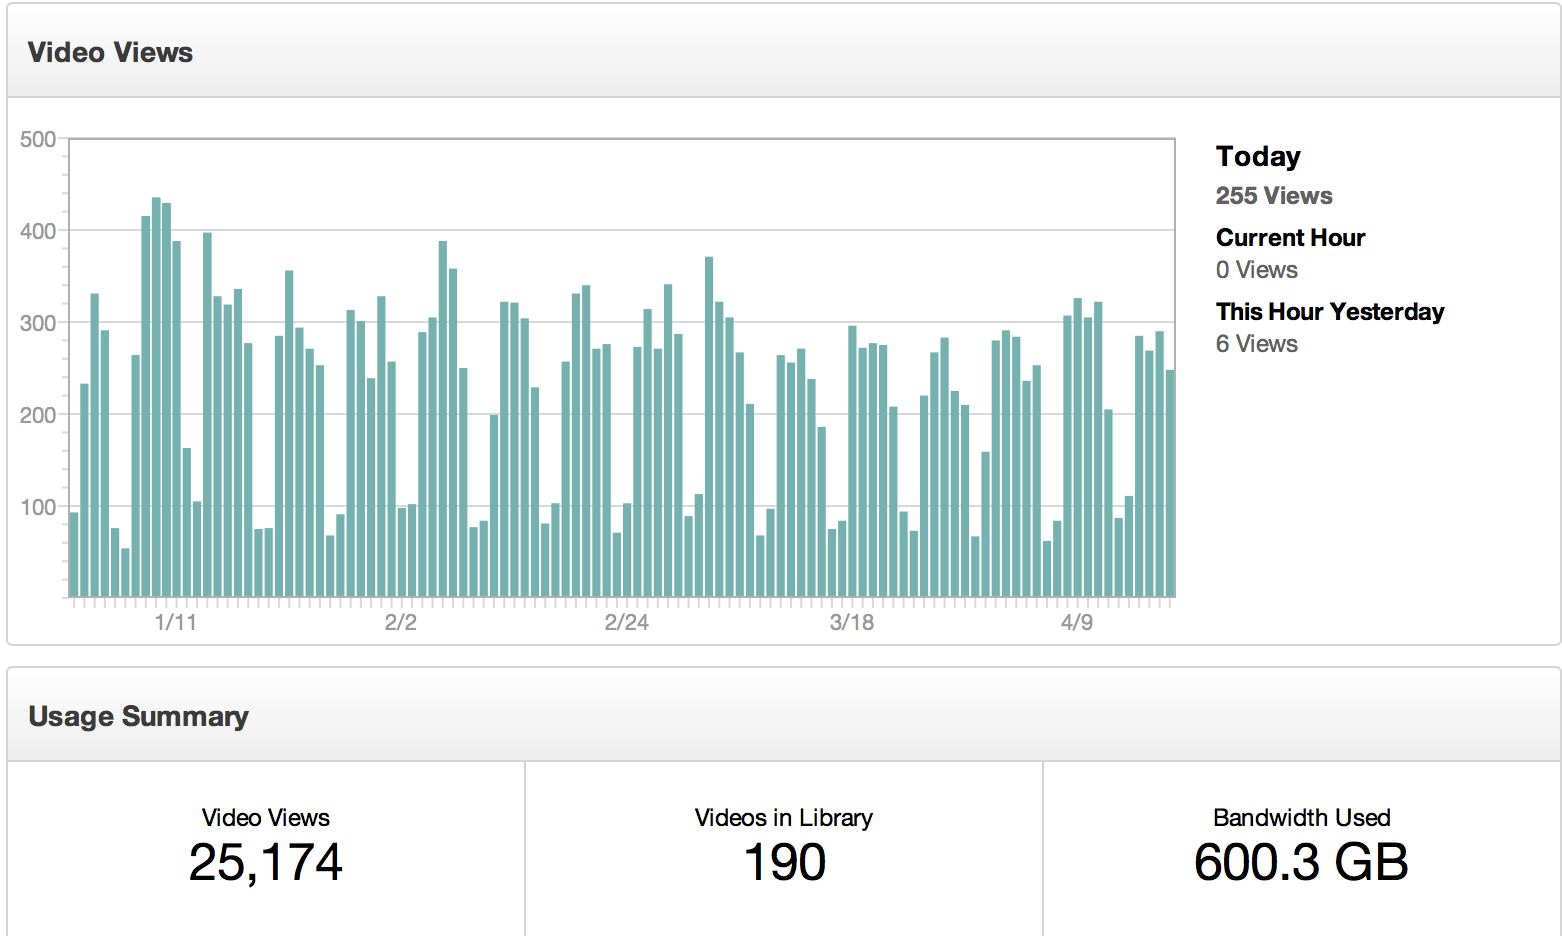 Video Views
500
400
300
200
100
1/11
2/2
2/24
3/18
4/9
Today
255 Views
Current Hour
0 Views
This Hour Yesterday
6 Views
Usage Summary
Video Views
25,174
Videos in Library
190
Bandwidth Used
600.3 GB